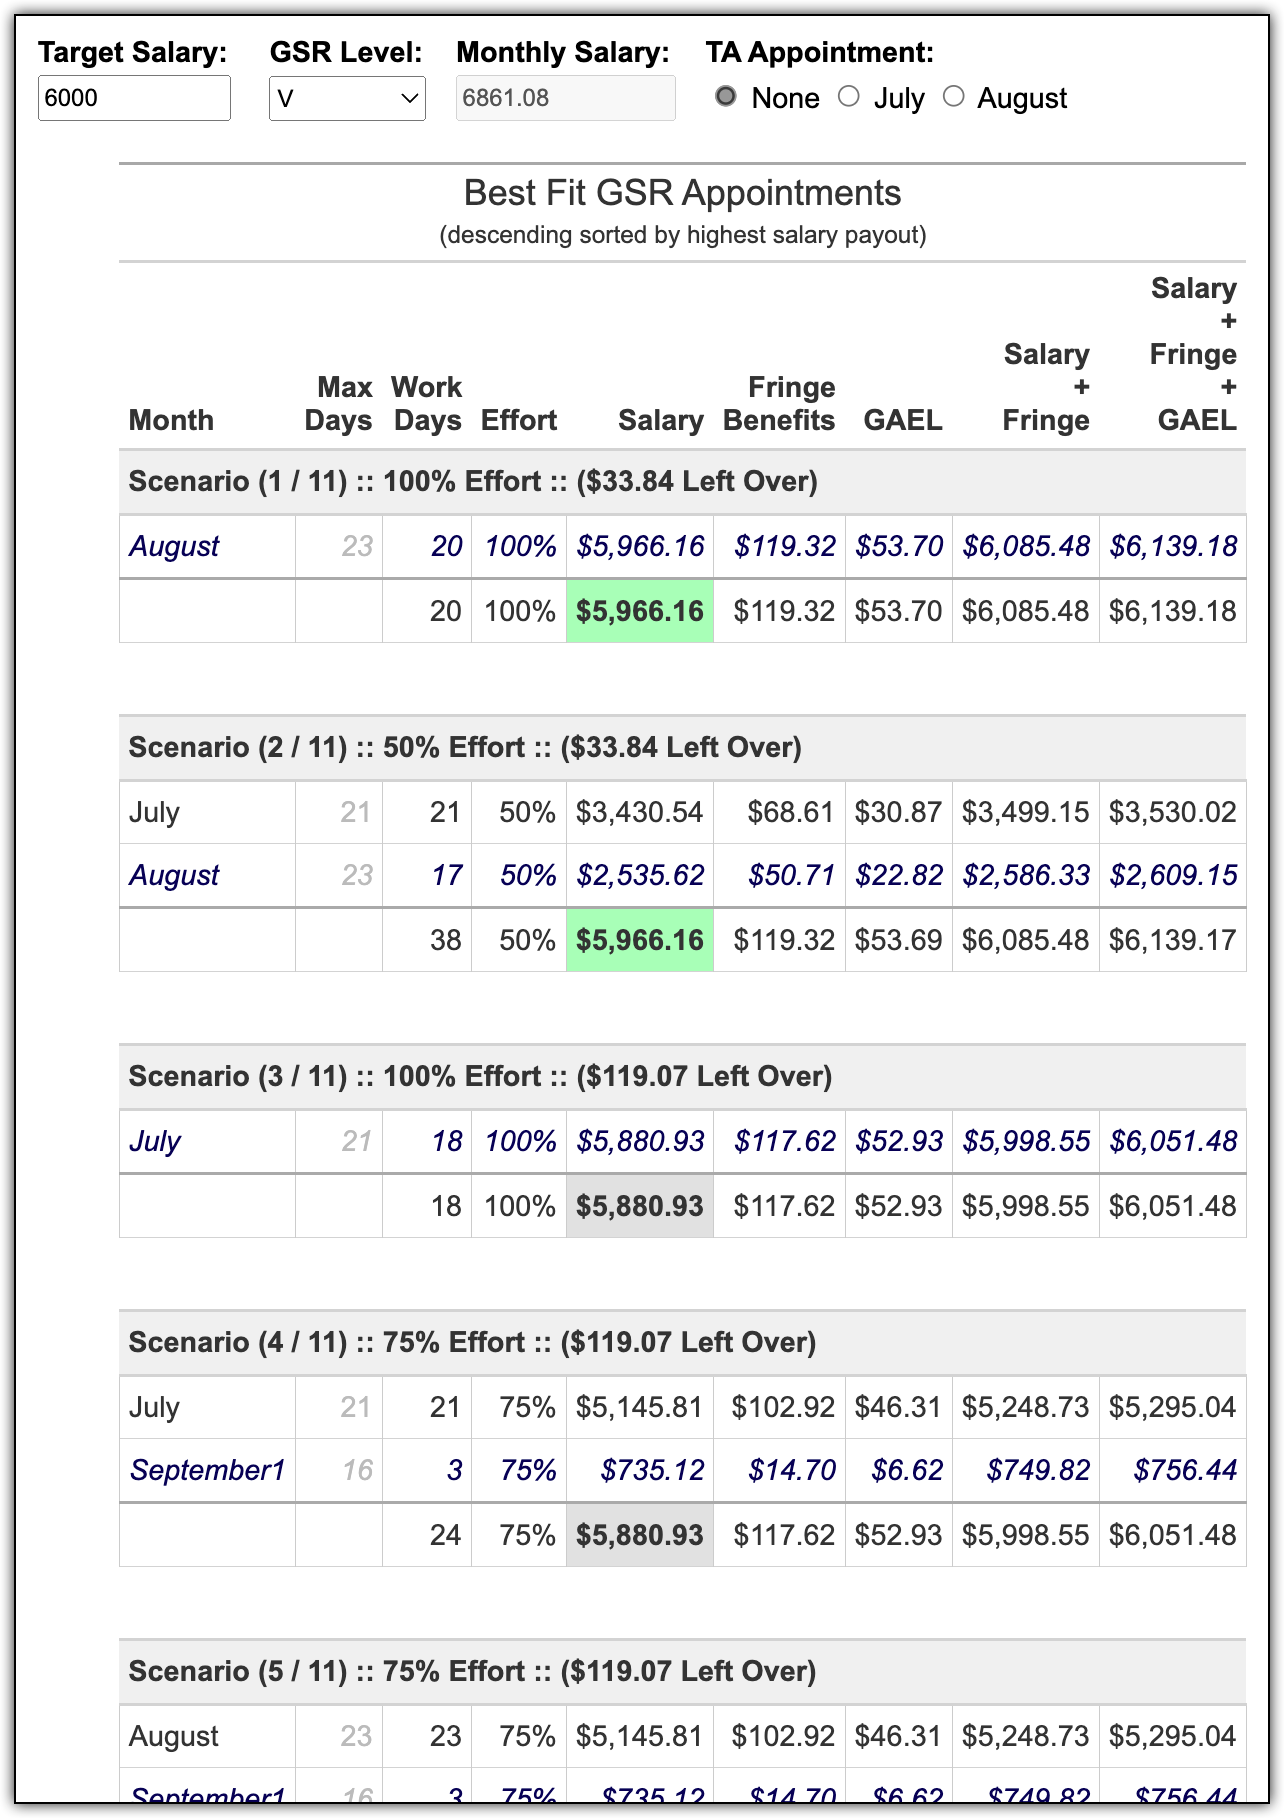 Target Salary: GSR Level: Monthly Salary: TA Appointment:
6000 V 6861.08 None July August
Best Fit GSR Appointments
(descending sorted by highest salary payout)
Month Max Days Work Days Effort Salary Fringe Benefits GAEL Salary + Fringe Salary + Fringe + GAEL
Scenario (1 / 11) :: 100% Effort :: ($33.84 Left Over)
August 23 20 100% $5,966.16 $119.32 $53.70 $6,085.48 $6,139.18
20 100% $5,966.16 $119.32 $53.70 $6,085.48 $6,139.18
Scenario (2 / 11) :: 50% Effort :: ($33.84 Left Over)
July 21 21 50% $3,430.54 $68.61 $30.87 $3,499.15 $3,530.02
August 23 17 50% $2,535.62 $50.71 $22.82 $2,586.33 $2,609.15
38 50% $5,966.16 $119.32 $53.69 $6,085.48 $6,139.17
Scenario (3 / 11) :: 100% Effort :: ($119.07 Left Over)
July 21 18 100% $5,880.93 $117.62 $52.93 $5,998.55 $6,051.48
18 100% $5,880.93 $117.62 $52.93 $5,998.55 $6,051.48
Scenario (4 / 11) :: 75% Effort :: ($119.07 Left Over)
July 21 21 75% $5,145.81 $102.92 $46.31 $5,248.73 $5,295.04
September1 16 3 75% $735.12 $14.70 $6.62 $749.82 $756.44
24 75% $5,880.93 $117.62 $52.93 $5,998.55 $6,051.48
Scenario (5 / 11) :: 75% Effort :: ($119.07 Left Over)
August 23 23 75% $5,145.81 $102.92 $46.31 $5,248.73 $5,295.04
September1 16 3 75% $735.12 $14.70 $6.62 $749.82 $756.44